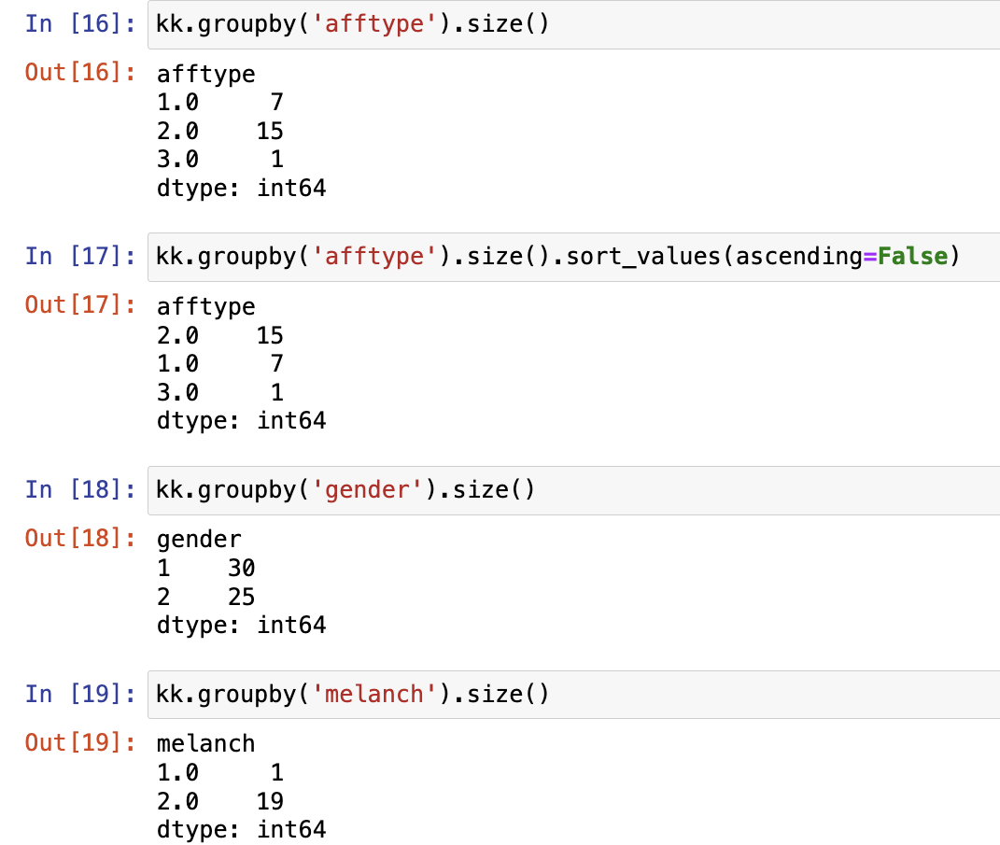 In [16]: kk.groupby('afftype').size()
Out[16]: afftype
1.0     7
2.0    15
3.0     1
dtype: int64
In [17]: kk.groupby('afftype').size().sort_values(ascending=False)
Out[17]: afftype
2.0    15
1.0     7
3.0     1
dtype: int64
In [18]: kk.groupby('gender').size()
Out[18]: gender
1    30
2    25
dtype: int64
In [19]: kk.groupby('melanch').size()
Out[19]: melanch
1.0     1
2.0    19
dtype: int64